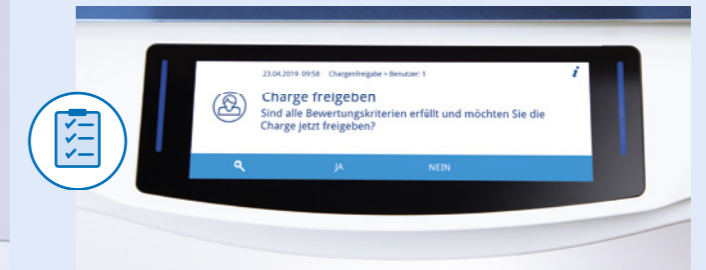 23.04.2019 09:58 Chargenfreigabe > Benutzer: 1
i
Charge freigeben
Sind alle Bewertungskriterien erfüllt und möchten Sie die
Charge jetzt freigeben?
JA NEIN